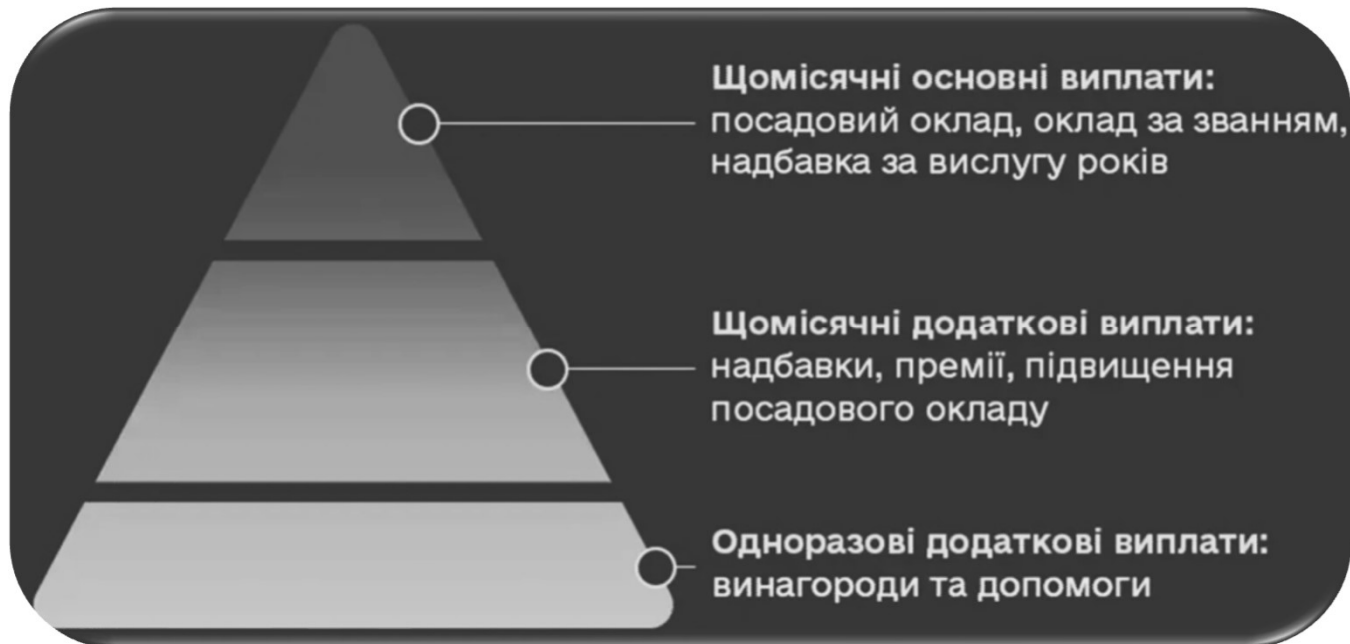 Щомісячні основні виплати:
посадовий оклад, оклад за званням,
надбавка за вислугу років
Щомісячні додаткові виплати:
надбавки, премії, підвищення
посадового окладу
Одноразові додаткові виплати:
винагороди та допомоги